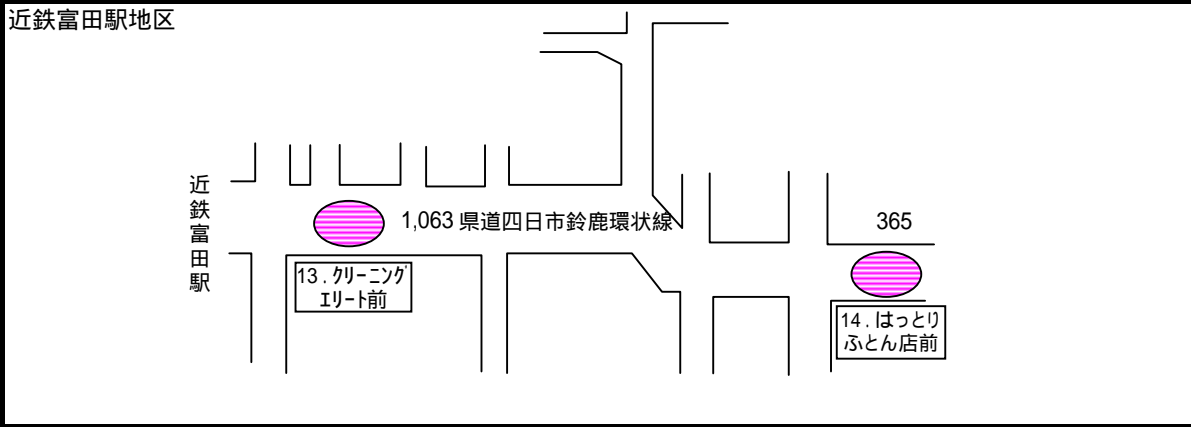 近鉄富田駅地区
近鉄富田駅
1,063 県道四日市鈴鹿環状線
365
13．クリーニング
エリート前
14．はっとり
ふとん店前